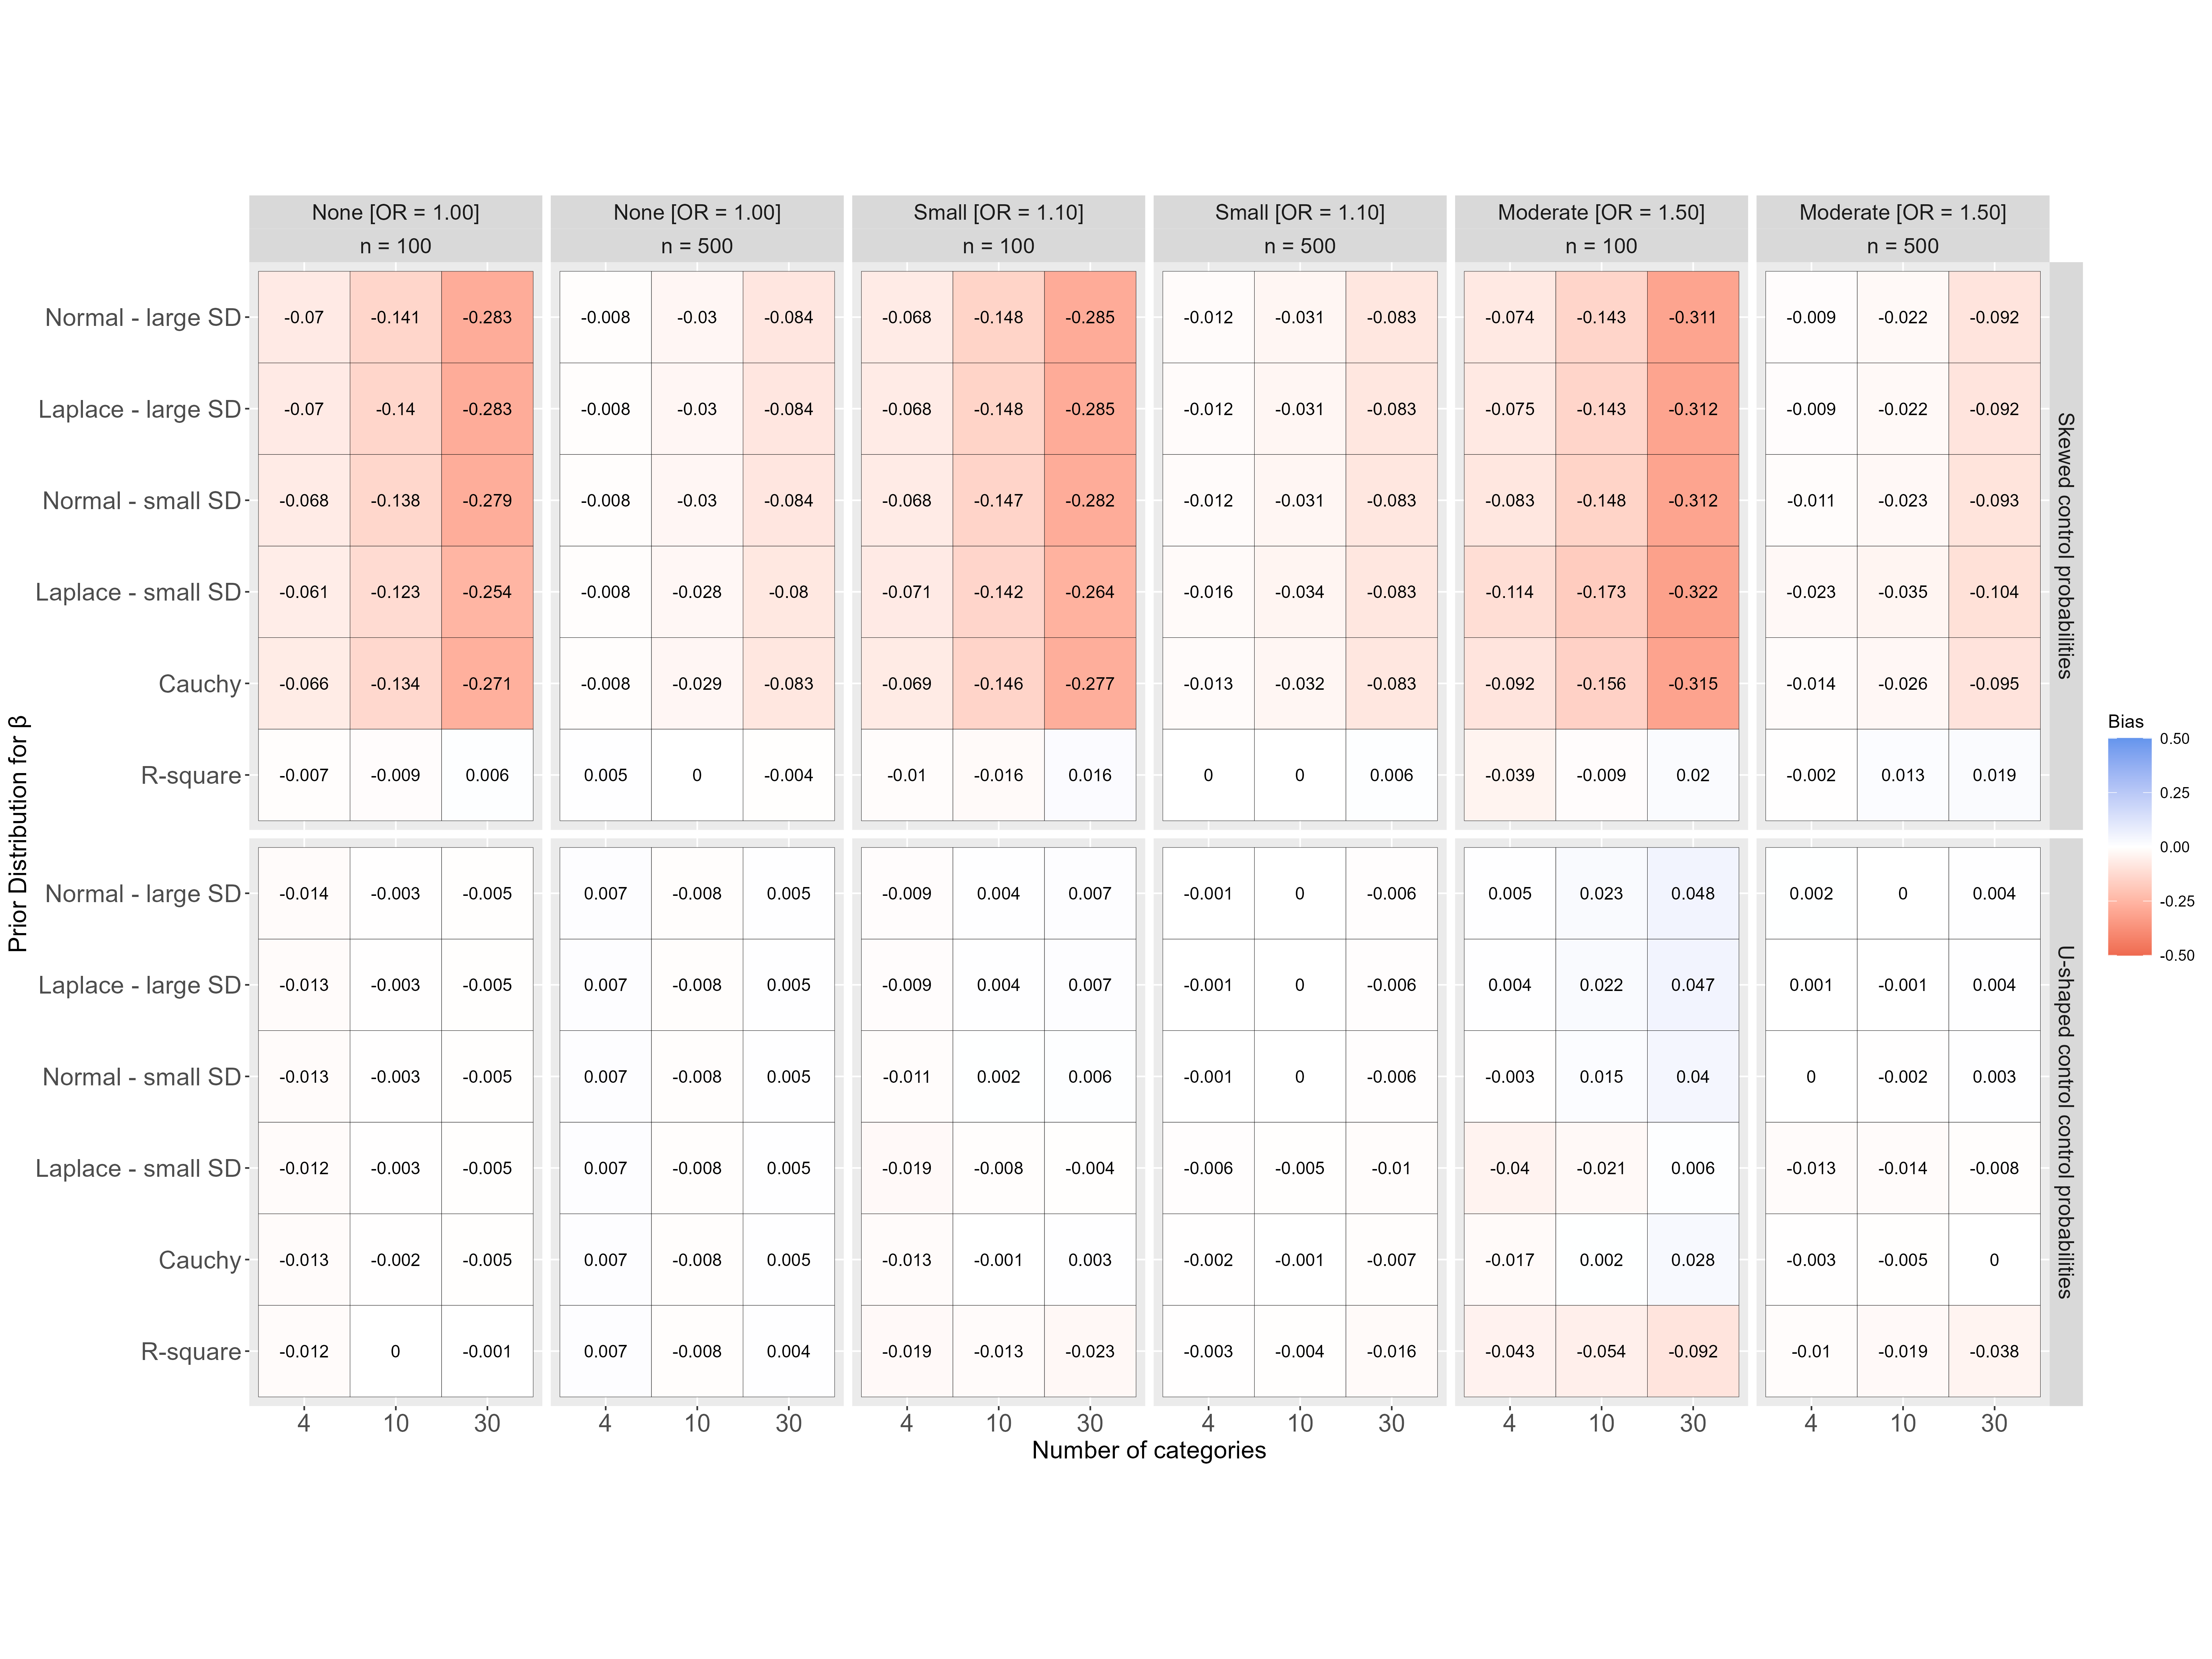 None [OR = 1.00] None [OR = 1.00] Small [OR = 1.10] Small [OR = 1.10] Moderate [OR = 1.50] Moderate [OR = 1.50]
n = 100 n = 500 n = 100 n = 500 n = 100 n = 500
Normal - large SD -0.07 -0.141 -0.283 -0.008 -0.03 -0.084 -0.068 -0.148 -0.285 -0.012 -0.031 -0.083 -0.074 -0.143 -0.311 -0.009 -0.022 -0.092
Laplace - large SD -0.07 -0.14 -0.283 -0.008 -0.03 -0.084 -0.068 -0.148 -0.285 -0.012 -0.031 -0.083 -0.075 -0.143 -0.312 -0.009 -0.022 -0.092
Normal - small SD -0.068 -0.138 -0.279 -0.008 -0.03 -0.084 -0.068 -0.147 -0.282 -0.012 -0.031 -0.083 -0.083 -0.148 -0.312 -0.011 -0.023 -0.093
Laplace - small SD -0.061 -0.123 -0.254 -0.008 -0.028 -0.08 -0.071 -0.142 -0.264 -0.016 -0.034 -0.083 -0.114 -0.173 -0.322 -0.023 -0.035 -0.104
Cauchy -0.066 -0.134 -0.271 -0.008 -0.029 -0.083 -0.069 -0.146 -0.277 -0.013 -0.032 -0.083 -0.092 -0.156 -0.315 -0.014 -0.026 -0.095
R-square -0.007 -0.009 0.006 0.005 0 -0.004 -0.01 -0.016 0.016 0 0 0.006 -0.039 -0.009 0.02 -0.002 0.013 0.019
Skewed control probabilities
Normal - large SD -0.014 -0.003 -0.005 0.007 -0.008 0.005 -0.009 0.004 0.007 -0.001 0 -0.006 0.005 0.023 0.048 0.002 0 0.004
Laplace - large SD -0.013 -0.003 -0.005 0.007 -0.008 0.005 -0.009 0.004 0.007 -0.001 0 -0.006 0.004 0.022 0.047 0.001 -0.001 0.004
Normal - small SD -0.013 -0.003 -0.005 0.007 -0.008 0.005 -0.011 0.002 0.006 -0.001 0 -0.006 -0.003 0.015 0.04 0 -0.002 0.003
Laplace - small SD -0.012 -0.003 -0.005 0.007 -0.008 0.005 -0.019 -0.008 -0.004 -0.006 -0.005 -0.01 -0.04 -0.021 0.006 -0.013 -0.014 -0.008
Cauchy -0.013 -0.002 -0.005 0.007 -0.008 0.005 -0.013 -0.001 0.003 -0.002 -0.001 -0.007 -0.017 0.002 0.028 -0.003 -0.005 0
R-square -0.012 0 -0.001 0.007 -0.008 0.004 -0.019 -0.013 -0.023 -0.003 -0.004 -0.016 -0.043 -0.054 -0.092 -0.01 -0.019 -0.038
U-shaped control control probabilities
4 10 30 4 10 30 4 10 30 4 10 30 4 10 30 4 10 30
Number of categories
Prior Distribution for β
Bias
0.50
0.25
0.00
-0.25
-0.50